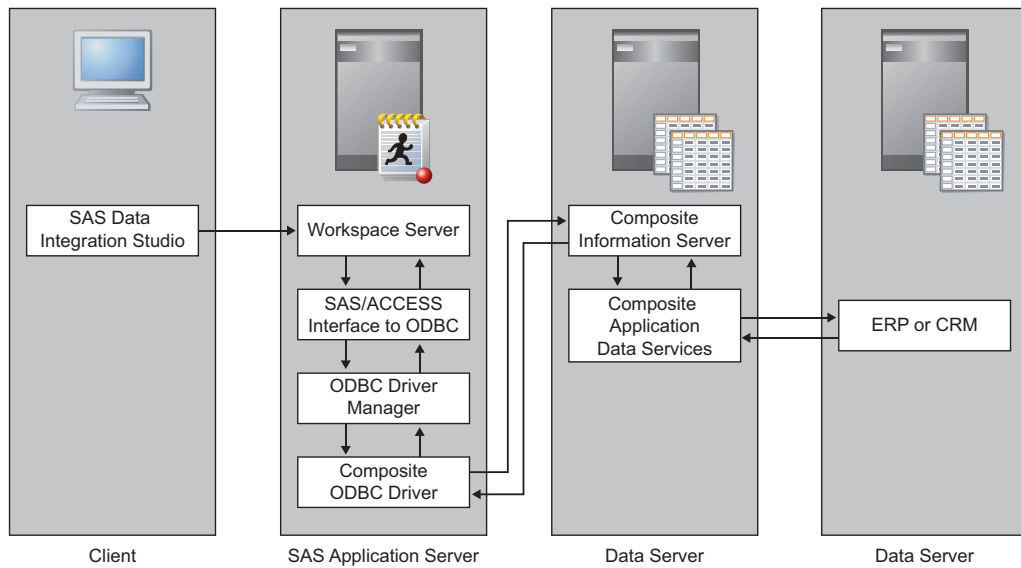 SAS Data
Integration Studio
Workspace Server
SAS/ACCESS
Interface to ODBC
ODBC Driver
Manager
Composite
ODBC Driver
Composite
Information Server
Composite
Application
Data Services
ERP or CRM
Client
SAS Application Server
Data Server
Data Server